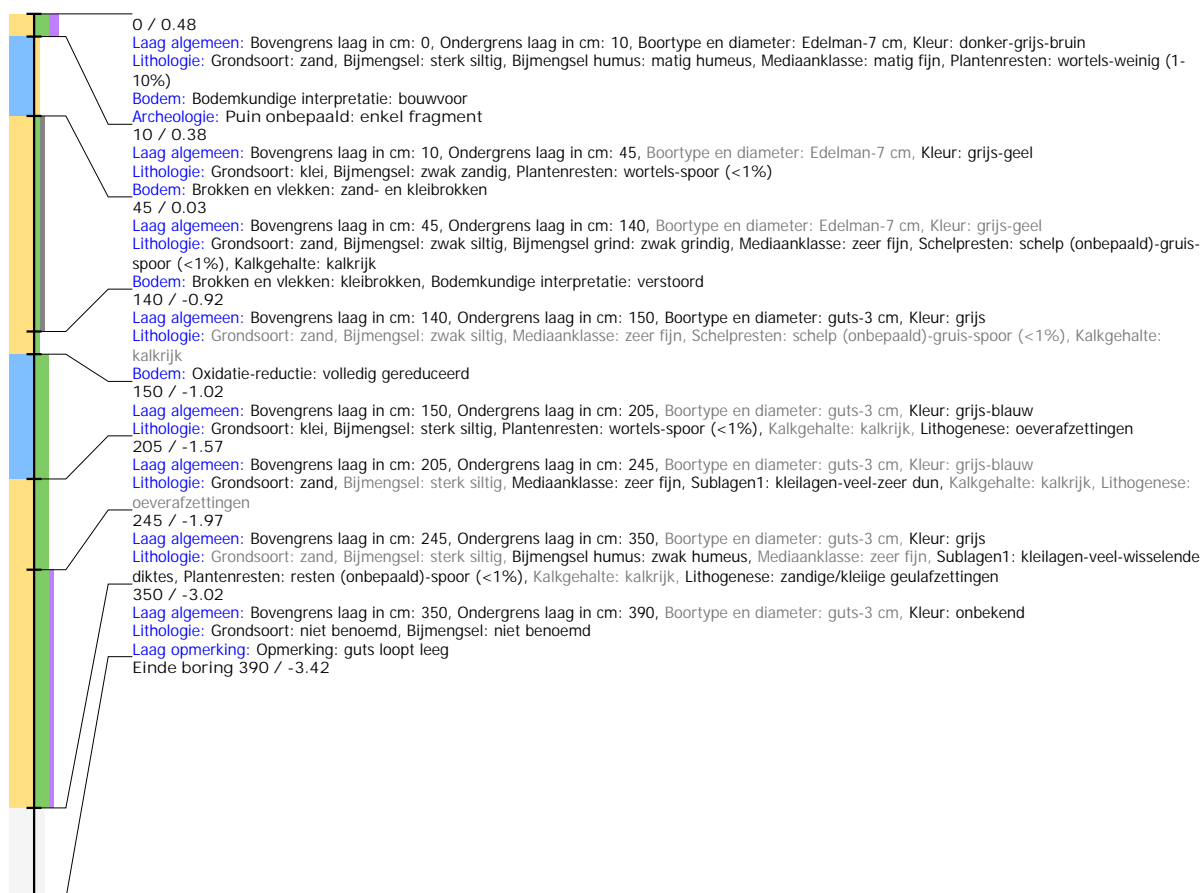 0 / 0.48
Laag algemeen: Bovengrens laag in cm: 0, Ondergrens laag in cm: 10, Boortype en diameter: Edelman-7 cm, Kleur: donker-grijs-bruin
Lithologie: Grondsoort: zand, Bijmengsel: sterk siltig, Bijmengsel humus: matig humeus, Mediaanklasse: matig fijn, Plantenresten: wortels-weinig (1-
10%)
Bodem: Bodemkundige interpretatie: bouwvoor
Archeologie: Puin onbepaald: enkel fragment
10 / 0.38
Laag algemeen: Bovengrens laag in cm: 10, Ondergrens laag in cm: 45, Boortype en diameter: Edelman-7 cm, Kleur: grijs-geel
Lithologie: Grondsoort: klei, Bijmengsel: zwak zandig, Plantenresten: wortels-spoor (<1%)
Bodem: Brokken en vlekken: zand- en kleibrokken
45 / 0.03
Laag algemeen: Bovengrens laag in cm: 45, Ondergrens laag in cm: 140, Boortype en diameter: Edelman-7 cm, Kleur: grijs-geel
Lithologie: Grondsoort: zand, Bijmengsel: zwak siltig, Bijmengsel grind: zwak grindig, Mediaanklasse: zeer fijn, Schelpresten: schelp (onbepaald)-gruis-
spoor (<1%), Kalkgehalte: kalkrijk
Bodem: Brokken en vlekken: kleibrokken, Bodemkundige interpretatie: verstoord
140 / -0.92
Laag algemeen: Bovengrens laag in cm: 140, Ondergrens laag in cm: 150, Boortype en diameter: guts-3 cm, Kleur: grijs
Lithologie: Grondsoort: zand, Bijmengsel: zwak siltig, Mediaanklasse: zeer fijn, Schelpresten: schelp (onbepaald)-gruis-spoor (<1%), Kalkgehalte:
kalkrijk
Bodem: Oxidatie-reductie: volledig gereduceerd
150 / -1.02
Laag algemeen: Bovengrens laag in cm: 150, Ondergrens laag in cm: 205, Boortype en diameter: guts-3 cm, Kleur: grijs-blauw
Lithologie: Grondsoort: klei, Bijmengsel: sterk siltig, Plantenresten: wortels-spoor (<1%), Kalkgehalte: kalkrijk, Lithogenese: oeverafzettingen
205 / -1.57
Laag algemeen: Bovengrens laag in cm: 205, Ondergrens laag in cm: 245, Boortype en diameter: guts-3 cm, Kleur: grijs-blauw
Lithologie: Grondsoort: zand, Bijmengsel: sterk siltig, Mediaanklasse: zeer fijn, Sublagen1: kleilagen-veel-zeer dun, Kalkgehalte: kalkrijk, Lithogenese:
oeverafzettingen
245 / -1.97
Laag algemeen: Bovengrens laag in cm: 245, Ondergrens laag in cm: 350, Boortype en diameter: guts-3 cm, Kleur: grijs
Lithologie: Grondsoort: zand, Bijmengsel: sterk siltig, Bijmengsel humus: zwak humeus, Mediaanklasse: zeer fijn, Sublagen1: kleilagen-veel-wisselende
diktes, Plantenresten: resten (onbepaald)-spoor (<1%), Kalkgehalte: kalkrijk, Lithogenese: zandige/kleiige geulafzettingen
350 / -3.02
Laag algemeen: Bovengrens laag in cm: 350, Ondergrens laag in cm: 390, Boortype en diameter: guts-3 cm, Kleur: onbekend
Lithologie: Grondsoort: niet benoemd, Bijmengsel: niet benoemd
Laag opmerking: Opmerking: guts loopt leeg
Einde boring 390 / -3.42